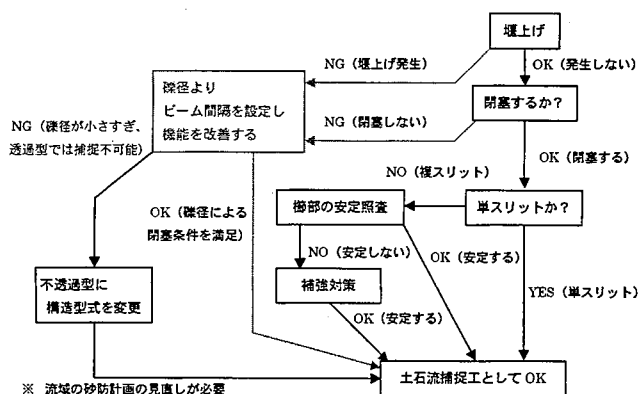 堰上げ
NG（堰上げ発生）
OK（発生しない）
礫径より
ビーム間隔を設定し
機能を改善する
閉塞するか？
NG（礫径が小さすぎ、
透過型では捕捉不可能）
NG（閉塞しない）
OK（閉塞する）
NO（複スリット）
OK（礫径による
閉塞条件を満足）
櫛部の安定照査
単スリットか？
NO（安定しない）
OK（安定する）
不透過型に
構造型式を変更
補強対策
YES（単スリット）
OK（安定する）
土石流捕捉工としてOK
※ 流域の砂防計画の見直しが必要